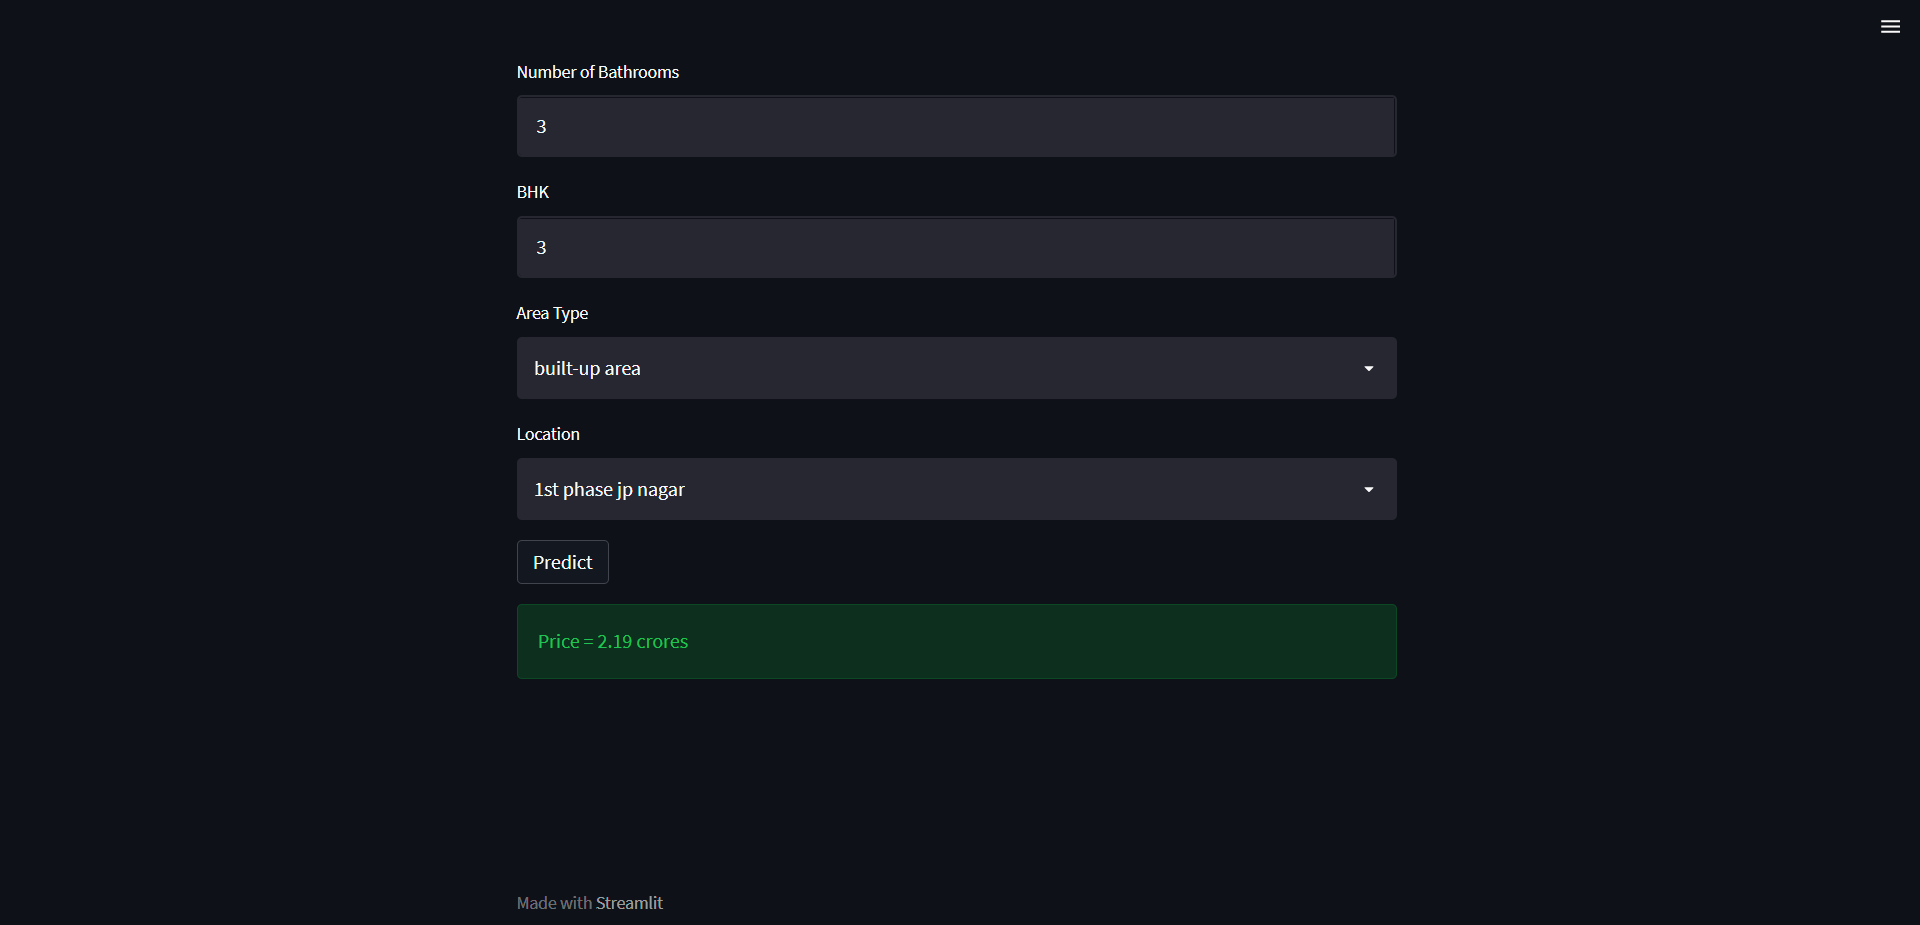 Number of Bathrooms
3
BHK
3
Area Type
built-up area
Location
1st phase jp nagar
Predict
Price = 2.19 crores
Made with Streamlit